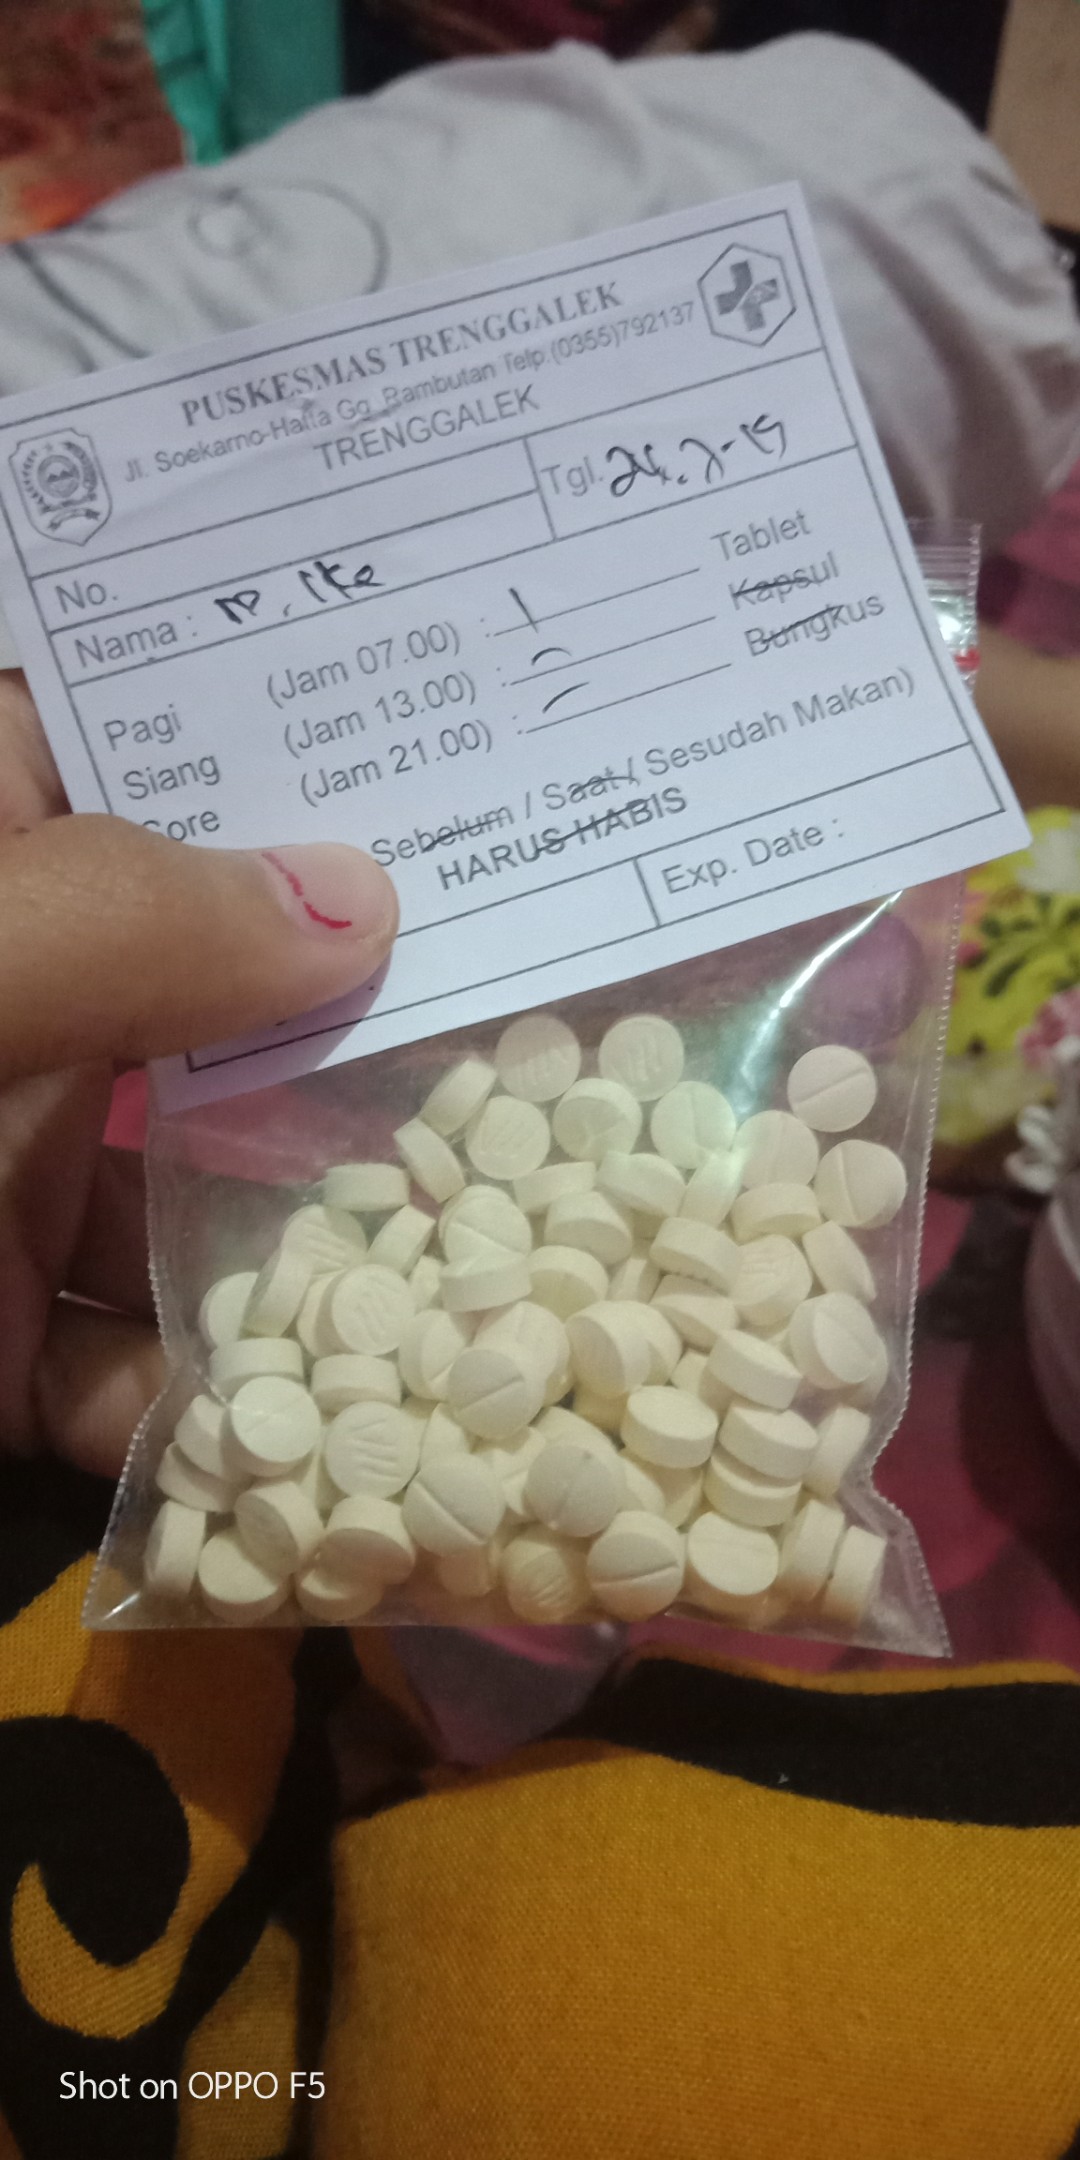 PUSKESMAS TRENGGALEK
Jl. Soekarno-Hatta Gg. Rambutan Telp.(0355)792137
TRENGGALEK
No.
Tgl.
Nama : N. Ike
Pagi (Jam 07.00) : 1 Tablet
Siang (Jam 13.00) : - Kapsul
Sore (Jam 21.00) : - Bungkus
Sebelum / Saat / Sesudah Makan)
HARUS HABIS
Exp. Date :
Shot on OPPO F5